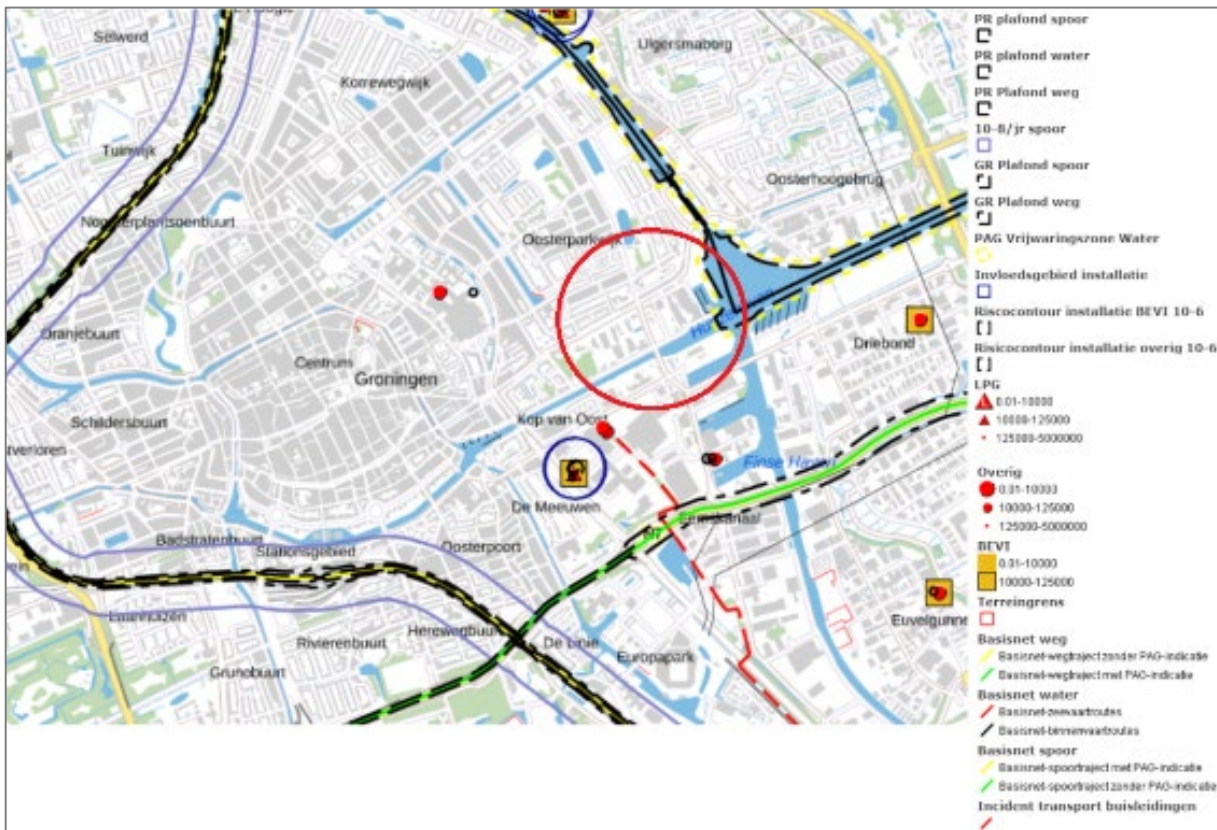 Selwerd
Ulgersmaborg
Korrewegwijk
Tuinwijk
Oosterhoogebrug
Oosterparkwijk
Oranjebuurt
Centrum
Groningen
Driebond
Schildersbuurt
Kop van Oost
De Meeuwen
Badstratenbuurt
Stationsgebied
Oosterpoort
Laanhuizen
Rivierenbuurt
Herewegbuurt
De Linie
Grunobuurt
Europapark
Euvelgunne
PR plafond spoor
PR plafond water
PR Plafond weg
10-8/jr spoor
GR Plafond spoor
GR Plafond weg
PAG Vrijwaringszone Water
Invloedsgebied installatie
Riscocontour installatie BEVI 10-6
Risicocontour installatie overig 10-6
LPG
0.01-10000
10000-125000
125000-5000000
Overig
0.01-10000
10000-125000
125000-5000000
BEVI
0.01-10000
10000-125000
Terreingrens
Basisnet weg
Basisnet-wegtraject zonder PAG-indicatie
Basisnet-wegtraject met PAG-indicatie
Basisnet water
Basisnet-zeevaartroutes
Basisnet-binnenvaartroutes
Basisnet spoor
Basisnet-spoortraject met PAG-indicatie
Basisnet-spoortraject zonder PAG-indicatie
Incident transport buisleidingen